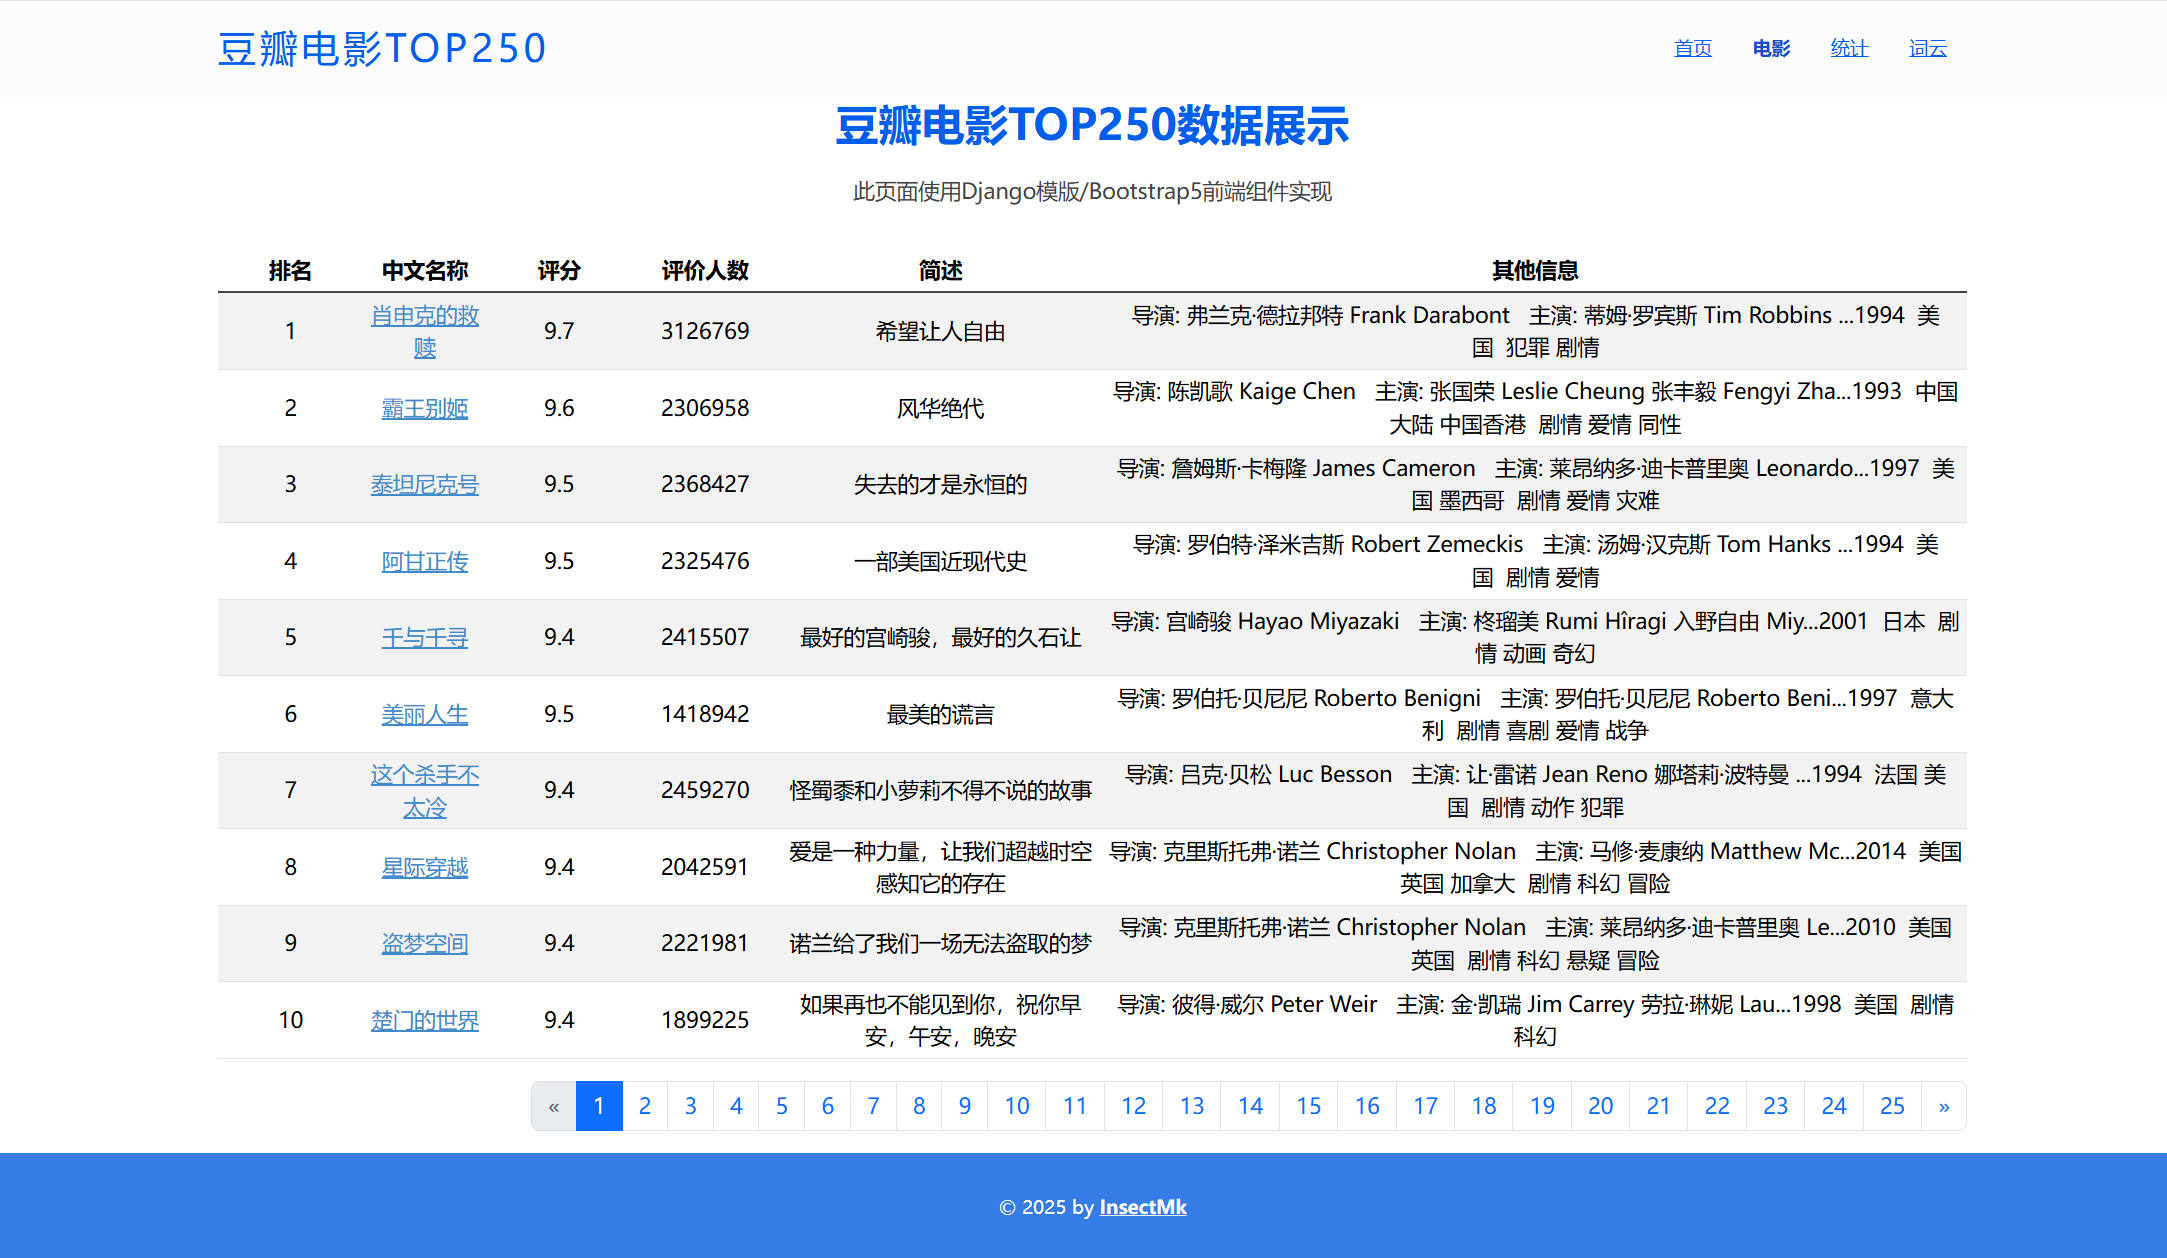 豆瓣电影TOP250
首页 电影 统计 词云
豆瓣电影TOP250数据展示
此页面使用Django模版/Bootstrap5前端组件实现
排名 中文名称 评分 评价人数 简述 其他信息
1 肖申克的救赎 9.7 3126769 希望让人自由 导演: 弗兰克·德拉邦特 Frank Darabont   主演: 蒂姆·罗宾斯 Tim Robbins ...1994  美国  犯罪 剧情
2 霸王别姬 9.6 2306958 风华绝代 导演: 陈凯歌 Kaige Chen   主演: 张国荣 Leslie Cheung 张丰毅 Fengyi Zha...1993  中国大陆 中国香港  剧情 爱情 同性
3 泰坦尼克号 9.5 2368427 失去的才是永恒的 导演: 詹姆斯·卡梅隆 James Cameron   主演: 莱昂纳多·迪卡普里奥 Leonardo...1997  美国 墨西哥  剧情 爱情 灾难
4 阿甘正传 9.5 2325476 一部美国近现代史 导演: 罗伯特·泽米吉斯 Robert Zemeckis   主演: 汤姆·汉克斯 Tom Hanks ...1994  美国  剧情 爱情
5 千与千寻 9.4 2415507 最好的宫崎骏，最好的久石让 导演: 宫崎骏 Hayao Miyazaki   主演: 柊瑠美 Rumi Hîragi 入野自由 Miy...2001  日本  剧情 动画 奇幻
6 美丽人生 9.5 1418942 最美的谎言 导演: 罗伯托·贝尼尼 Roberto Benigni   主演: 罗伯托·贝尼尼 Roberto Beni...1997  意大利  剧情 喜剧 爱情 战争
7 这个杀手不太冷 9.4 2459270 怪蜀黍和小萝莉不得不说的故事 导演: 吕克·贝松 Luc Besson   主演: 让·雷诺 Jean Reno 娜塔莉·波特曼 ...1994  法国 美国  剧情 动作 犯罪
8 星际穿越 9.4 2042591 爱是一种力量，让我们超越时空感知它的存在 导演: 克里斯托弗·诺兰 Christopher Nolan   主演: 马修·麦康纳 Matthew Mc...2014  美国 英国 加拿大  剧情 科幻 冒险
9 盗梦空间 9.4 2221981 诺兰给了我们一场无法盗取的梦 导演: 克里斯托弗·诺兰 Christopher Nolan   主演: 莱昂纳多·迪卡普里奥 Le...2010  美国 英国  剧情 科幻 悬疑 冒险
10 楚门的世界 9.4 1899225 如果再也不能见到你，祝你早安，午安，晚安 导演: 彼得·威尔 Peter Weir   主演: 金·凯瑞 Jim Carrey 劳拉·琳妮 Lau...1998  美国  剧情 科幻
« 1 2 3 4 5 6 7 8 9 10 11 12 13 14 15 16 17 18 19 20 21 22 23 24 25 »
© 2025 by InsectMk